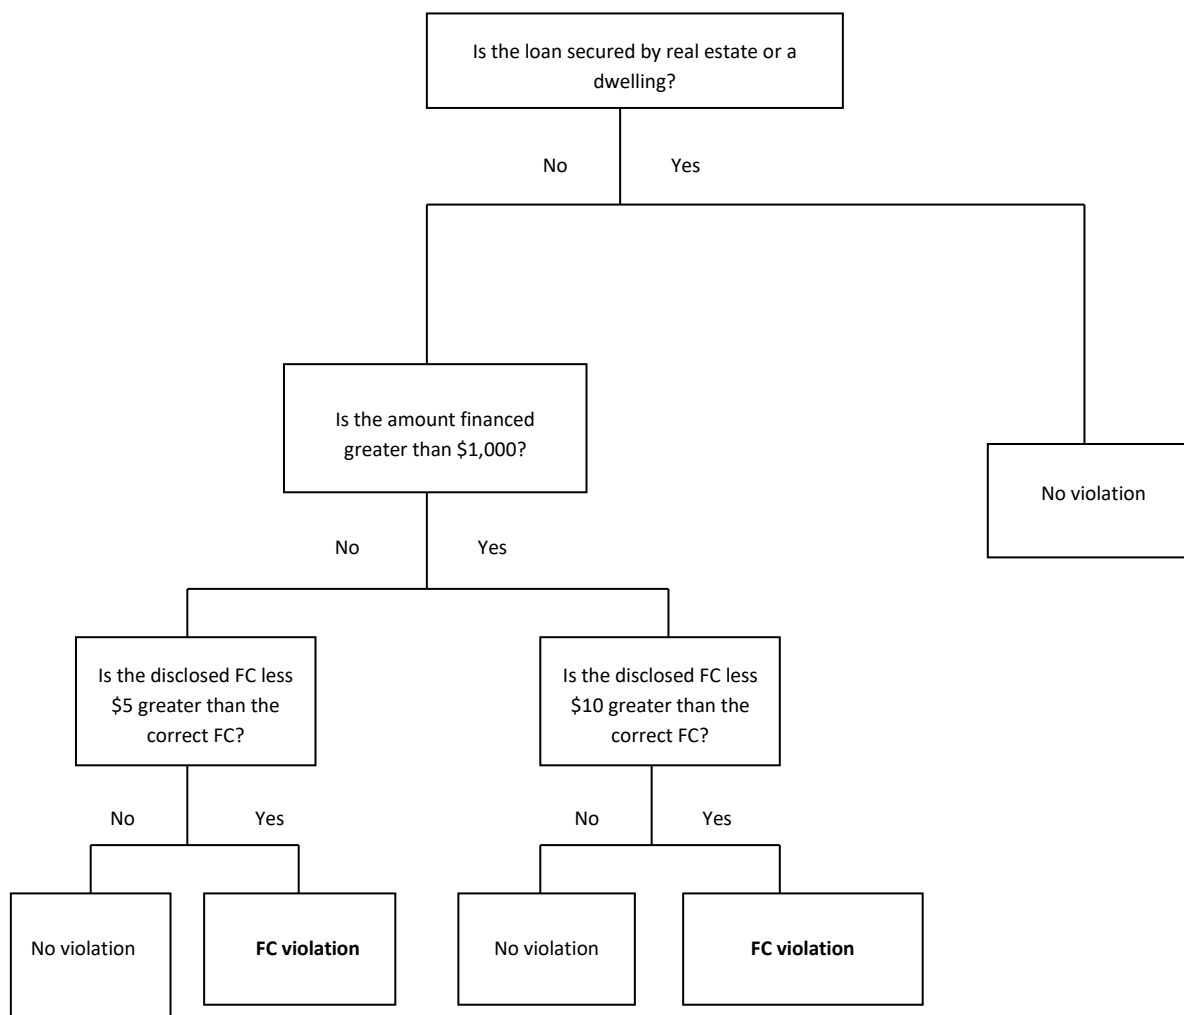 Is the loan secured by real estate or a
dwelling?
No
Yes
Is the amount financed
greater than $1,000?
No violation
No
Yes
Is the disclosed FC less
$5 greater than the
correct FC?
Is the disclosed FC less
$10 greater than the
correct FC?
No
Yes
No
Yes
No violation
FC violation
No violation
FC violation